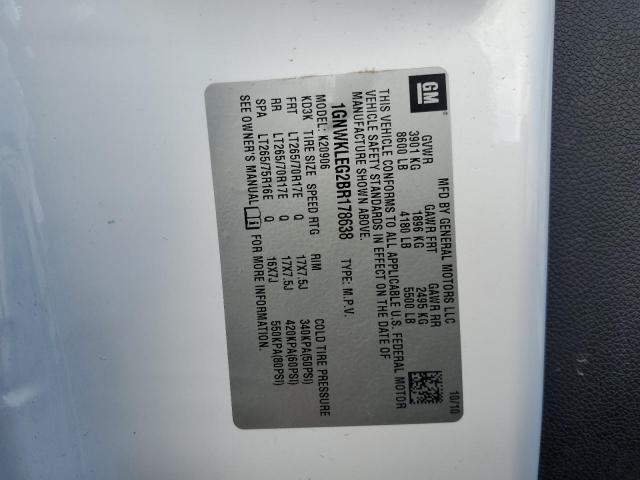 GM
MFD BY GENERAL MOTORS LLC
10/10
GVWR GAWR FRT GAWR RR
3901 KG 1896 KG 2495 KG
8600 LB 4180 LB 5500 LB
THIS VEHICLE CONFORMS TO ALL APPLICABLE U.S. FEDERAL MOTOR
VEHICLE SAFETY STANDARDS IN EFFECT ON THE DATE OF
MANUFACTURE SHOWN ABOVE.
1GNWKLEG2BR178638 TYPE: M.P.V.
MODEL: K20906
KD3K TIRE SIZE SPEED RTG RIM COLD TIRE PRESSURE
FRT LT265/70R17E Q 17X7.5J 340KPA(50PSI)
RR LT265/70R17E Q 17X7.5J 420KPA(60PSI)
SPA LT265/75R16E Q 16X7J 550KPA(80PSI)
SEE OWNER'S MANUAL FOR MORE INFORMATION.